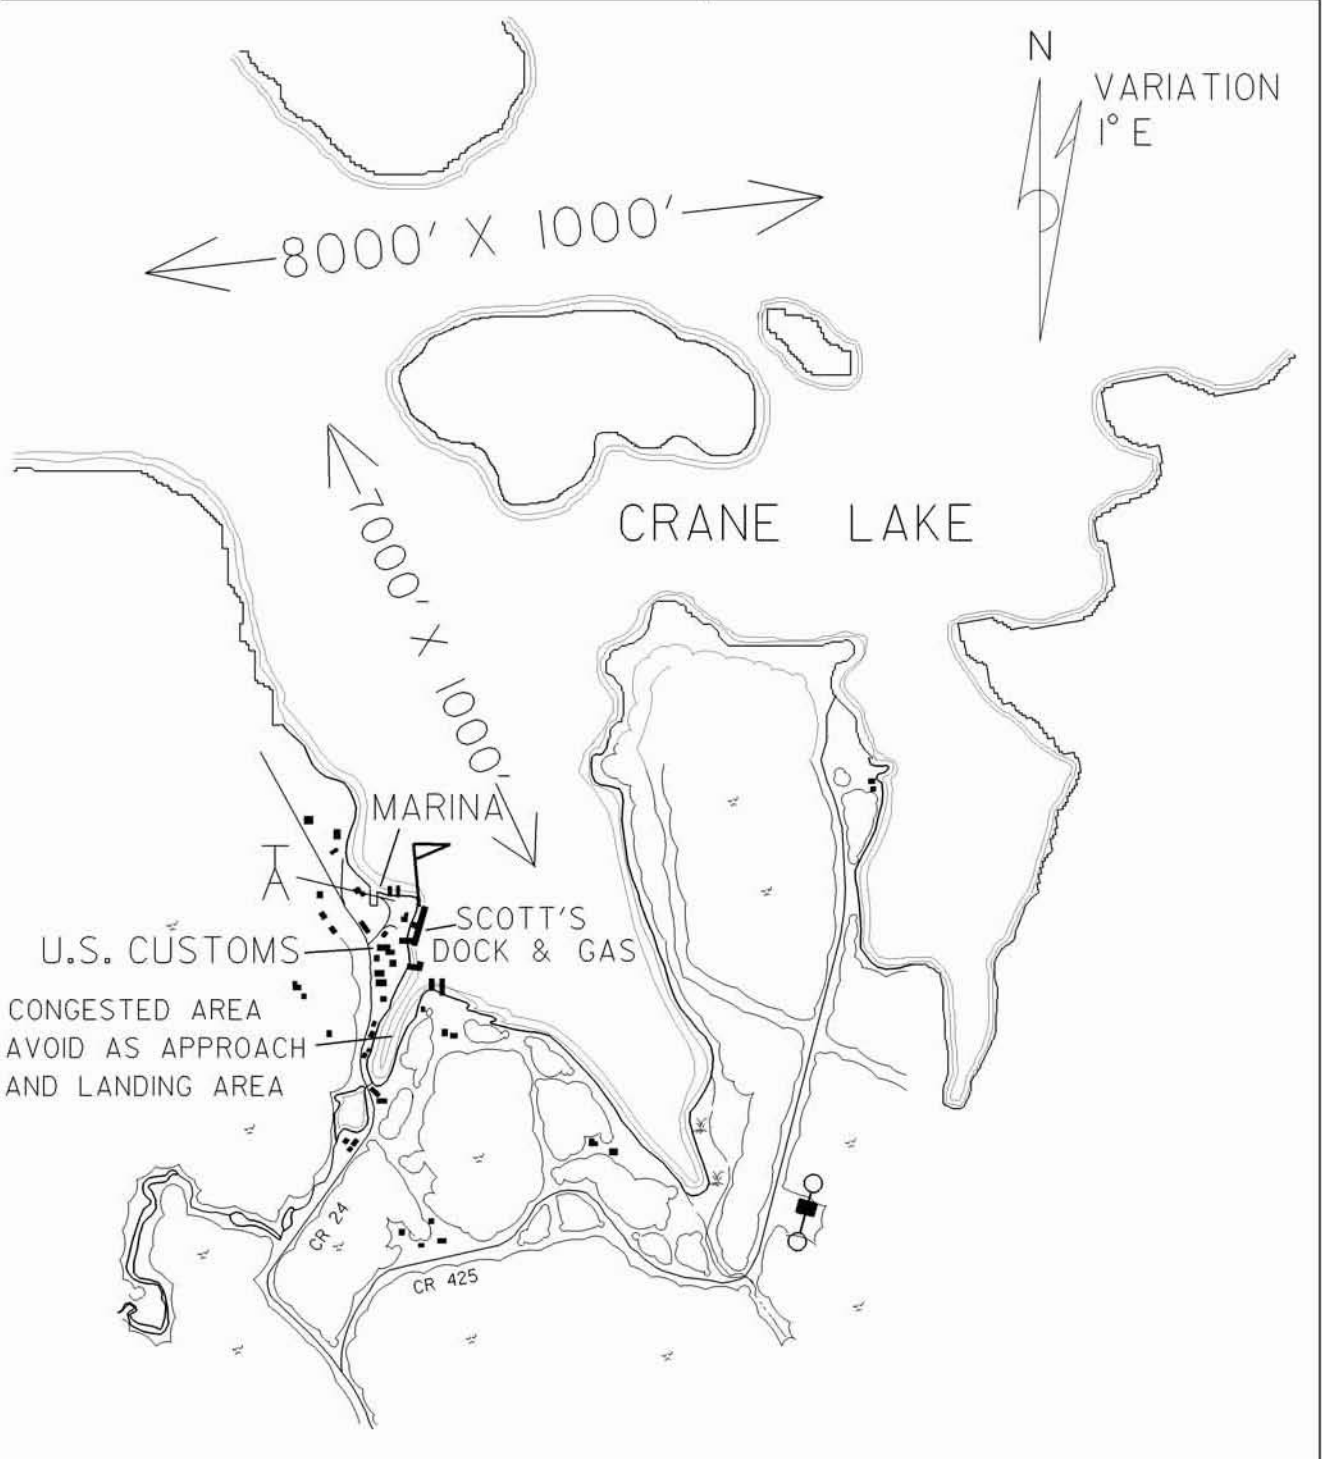 N
VARIATION
1° E
8000' X 1000'
7000' X 1000'
CRANE LAKE
MARINA
T
A
SCOTT'S
DOCK & GAS
U.S. CUSTOMS
CONGESTED AREA
AVOID AS APPROACH
AND LANDING AREA
CR 24
CR 425